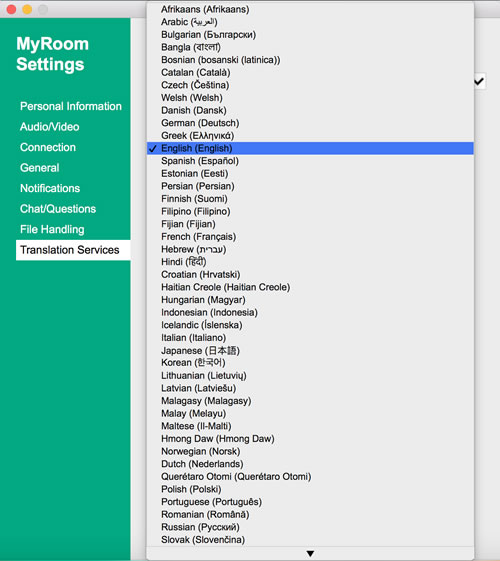 MyRoom
Settings
Personal Information
Audio/Video
Connection
General
Notifications
Chat/Questions
File Handling
Translation Services
Afrikaans (Afrikaans)
Arabic (العربية)
Bulgarian (Български)
Bangla (বাংলা)
Bosnian (bosanski (latinica))
Catalan (Català)
Czech (Čeština)
Welsh (Welsh)
Danish (Dansk)
German (Deutsch)
Greek (Ελληνικά)
✓ English (English)
Spanish (Español)
Estonian (Eesti)
Persian (Persian)
Finnish (Suomi)
Filipino (Filipino)
Fijian (Fijian)
French (Français)
Hebrew (עברית)
Hindi (हिंदी)
Croatian (Hrvatski)
Haitian Creole (Haitian Creole)
Hungarian (Magyar)
Indonesian (Indonesia)
Icelandic (Íslenska)
Italian (Italiano)
Japanese (日本語)
Korean (한국어)
Lithuanian (Lietuvių)
Latvian (Latviešu)
Malagasy (Malagasy)
Malay (Melayu)
Maltese (Il-Malti)
Hmong Daw (Hmong Daw)
Norwegian (Norsk)
Dutch (Nederlands)
Querétaro Otomi (Querétaro Otomi)
Polish (Polski)
Portuguese (Português)
Romanian (Română)
Russian (Русский)
Slovak (Slovenčina)